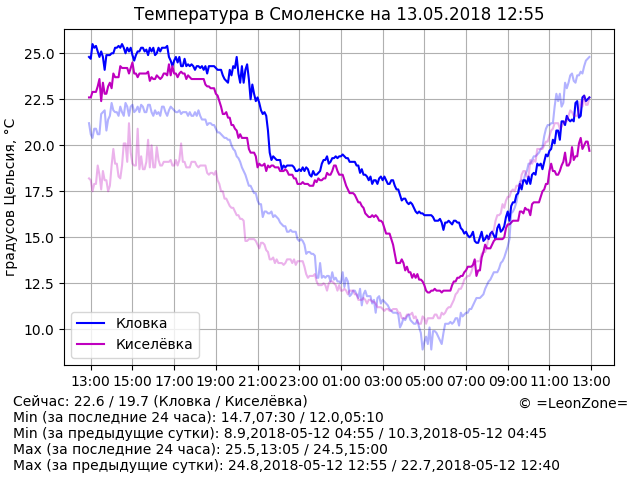 Температура в Смоленске на 13.05.2018 12:55
градусов Цельсия, °C
25.0
22.5
20.0
17.5
15.0
12.5
10.0
Кловка
Киселёвка
13:00 15:00 17:00 19:00 21:00 23:00 01:00 03:00 05:00 07:00 09:00 11:00 13:00
Сейчас: 22.6 / 19.7 (Кловка / Киселёвка)
© =LeonZone=
Min (за последние 24 часа): 14.7,07:30 / 12.0,05:10
Min (за предыдущие сутки): 8.9,2018-05-12 04:55 / 10.3,2018-05-12 04:45
Max (за последние 24 часа): 25.5,13:05 / 24.5,15:00
Max (за предыдущие сутки): 24.8,2018-05-12 12:55 / 22.7,2018-05-12 12:40